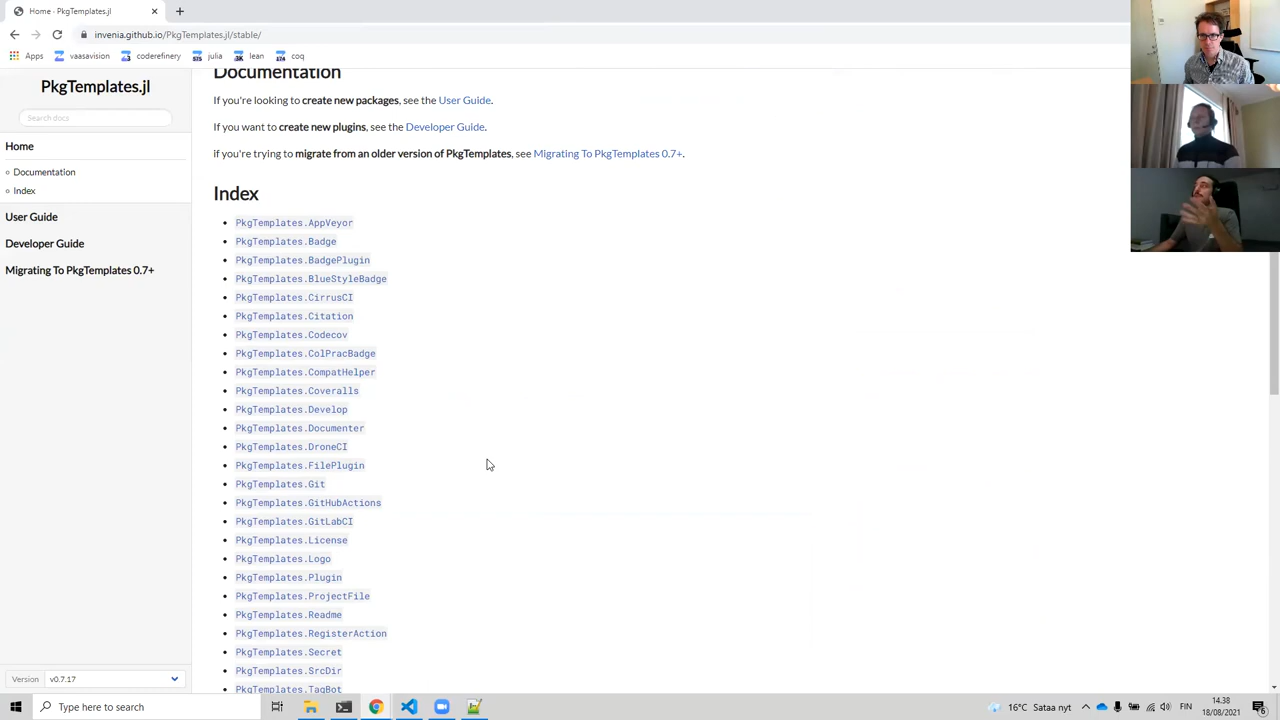 Home · PkgTemplates.jl
invenia.github.io/PkgTemplates.jl/stable/
Apps
vaasavision
coderefinery
julia
lean
coq
PkgTemplates.jl
Search docs
Home
Documentation
Index
User Guide
Developer Guide
Migrating To PkgTemplates 0.7+
Version
v0.7.17
Documentation
If you're looking to create new packages, see the User Guide.
If you want to create new plugins, see the Developer Guide.
if you're trying to migrate from an older version of PkgTemplates, see Migrating To PkgTemplates 0.7+.
Index
PkgTemplates.AppVeyor
PkgTemplates.Badge
PkgTemplates.BadgePlugin
PkgTemplates.BlueStyleBadge
PkgTemplates.CirrusCI
PkgTemplates.Citation
PkgTemplates.Codecov
PkgTemplates.ColPracBadge
PkgTemplates.CompatHelper
PkgTemplates.Coveralls
PkgTemplates.Develop
PkgTemplates.Documenter
PkgTemplates.DroneCI
PkgTemplates.FilePlugin
PkgTemplates.Git
PkgTemplates.GitHubActions
PkgTemplates.GitLabCI
PkgTemplates.License
PkgTemplates.Logo
PkgTemplates.Plugin
PkgTemplates.ProjectFile
PkgTemplates.Readme
PkgTemplates.RegisterAction
PkgTemplates.Secret
PkgTemplates.SrcDir
PkgTemplates.TagBot
Type here to search
16°C Sataa nyt
FIN
14.38
18/08/2021